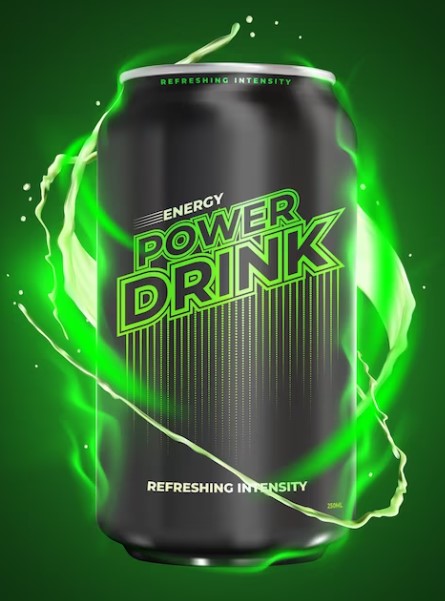 REFRESHING INTENSITY
ENERGY
POWER
DRINK
REFRESHING INTENSITY
250ML